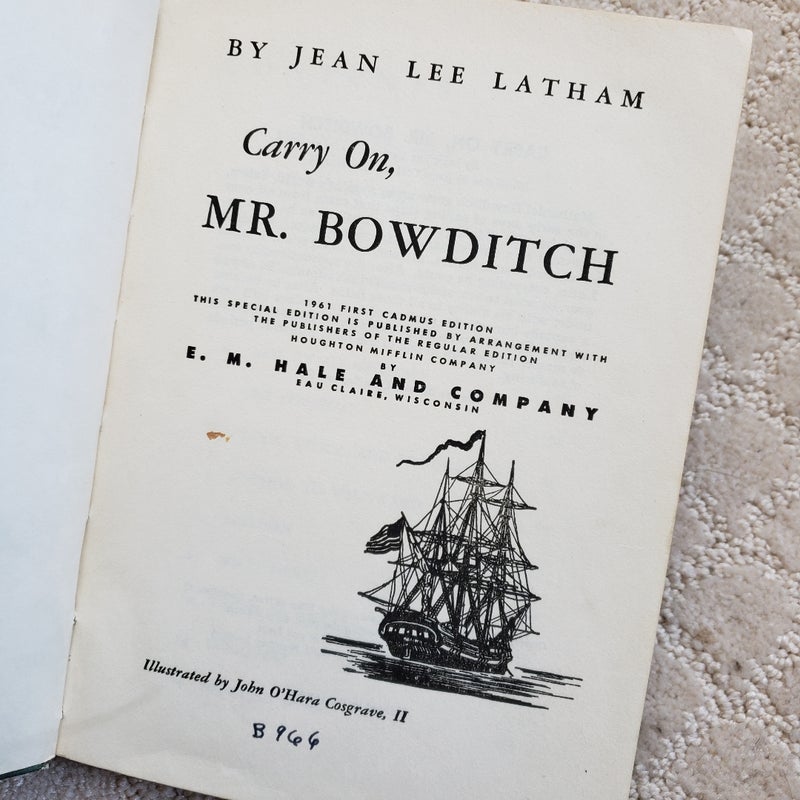 BY JEAN LEE LATHAM
Carry On,
MR. BOWDITCH
1961 FIRST CADMUS EDITION
THIS SPECIAL EDITION IS PUBLISHED BY ARRANGEMENT WITH
THE PUBLISHERS OF THE REGULAR EDITION
HOUGHTON MIFFLIN COMPANY
BY
E. M. HALE AND COMPANY
EAU CLAIRE, WISCONSIN
Illustrated by John O'Hara Cosgrave, II
B 966